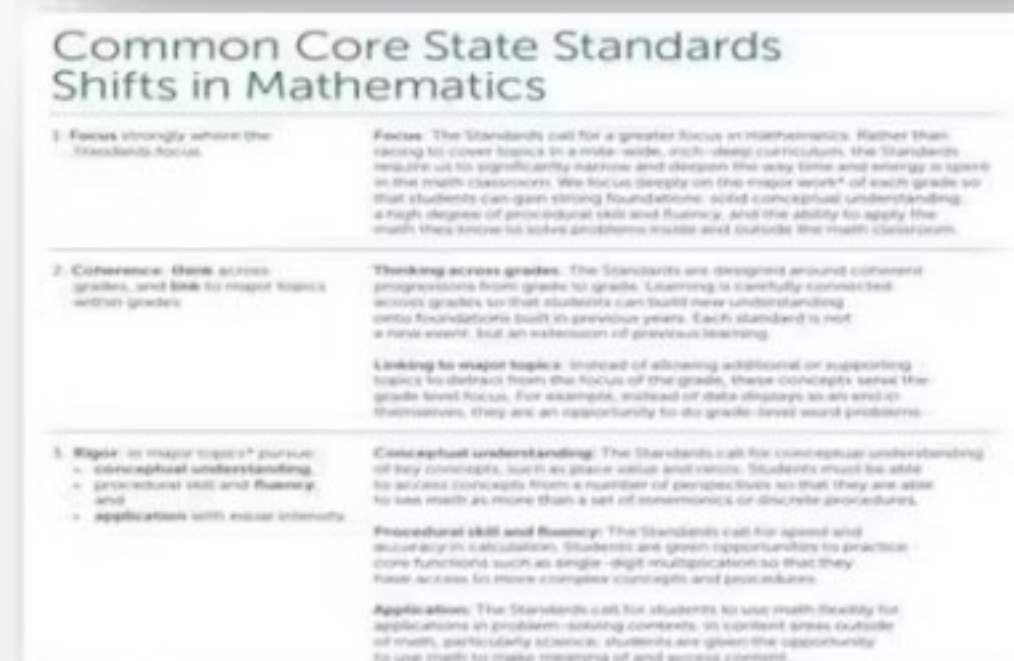 Common Core State Standards
Shifts in Mathematics
1. Focus strongly where the
Standards focus
Focus: The Standards call for a greater focus in mathematics. Rather than
racing to cover topics in a mile-wide, inch-deep curriculum, the Standards
require us to significantly narrow and deepen the way time and energy is spent
in the math classroom. We focus deeply on the major work* of each grade so
that students can gain strong foundations: solid conceptual understanding,
a high degree of procedural skill and fluency, and the ability to apply the
math they know to solve problems inside and outside the math classroom.
2. Coherence: think across
grades, and link to major topics
within grades
Thinking across grades: The Standards are designed around coherent
progressions from grade to grade. Learning is carefully connected
across grades so that students can build new understanding
onto foundations built in previous years. Each standard is not
a new event, but an extension of previous learning.
Linking to major topics: Instead of allowing additional or supporting
topics to detract from the focus of the grade, these concepts serve the
grade level focus. For example, instead of data displays as an end in
themselves, they are an opportunity to do grade-level word problems.
3. Rigor: in major topics* pursue:
• conceptual understanding,
• procedural skill and fluency,
and
• application with equal intensity
Conceptual understanding: The Standards call for conceptual understanding
of key concepts, such as place value and ratios. Students must be able
to access concepts from a number of perspectives so that they are able
to see math as more than a set of mnemonics or discrete procedures.
Procedural skill and fluency: The Standards call for speed and
accuracy in calculation. Students are given opportunities to practice
core functions such as single-digit multiplication so that they
have access to more complex concepts and procedures.
Application: The Standards call for students to use math flexibly for
applications in problem-solving contexts. In content areas outside
of math, particularly science, students are given the opportunity
to use math to make meaning of and access content.